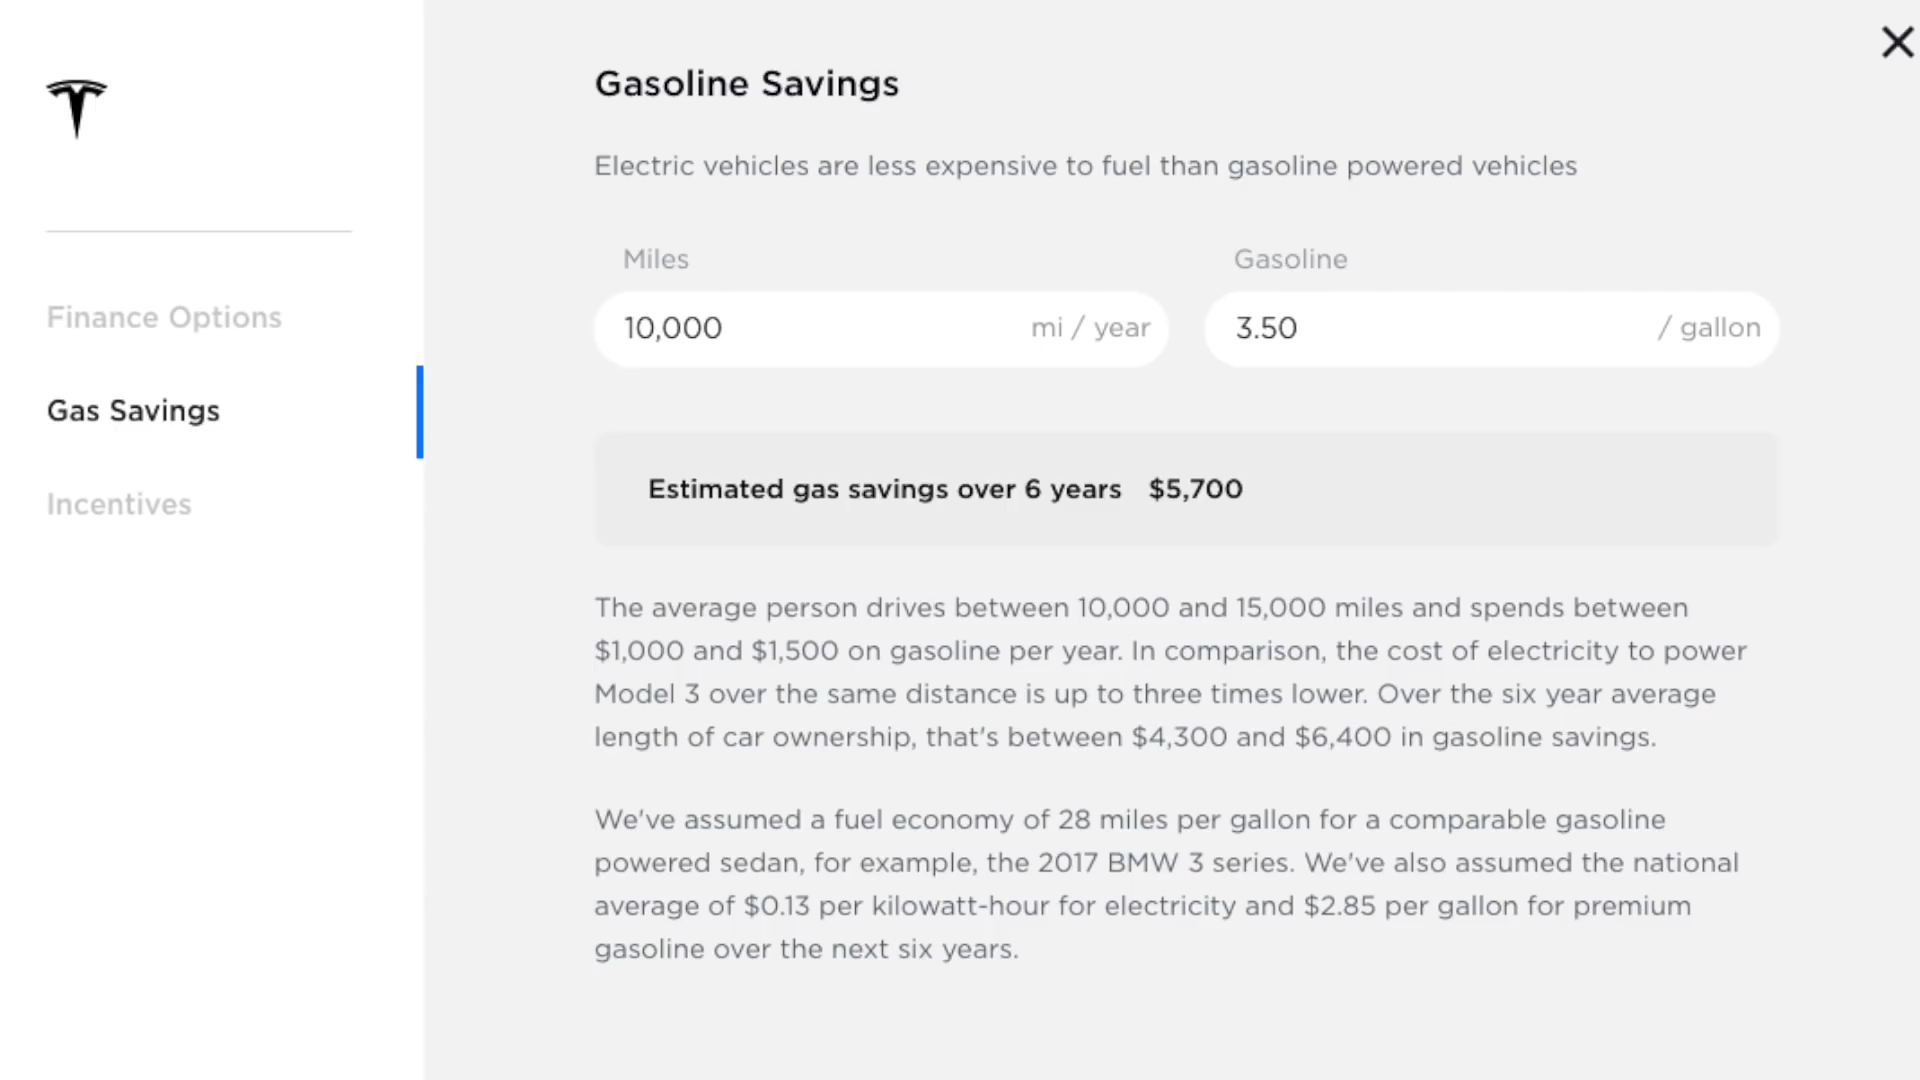 Gasoline Savings
Electric vehicles are less expensive to fuel than gasoline powered vehicles
Finance Options
Gas Savings
Incentives
Miles
10,000 mi / year
Gasoline
3.50 / gallon
Estimated gas savings over 6 years $5,700
The average person drives between 10,000 and 15,000 miles and spends between
$1,000 and $1,500 on gasoline per year. In comparison, the cost of electricity to power
Model 3 over the same distance is up to three times lower. Over the six year average
length of car ownership, that's between $4,300 and $6,400 in gasoline savings.
We've assumed a fuel economy of 28 miles per gallon for a comparable gasoline
powered sedan, for example, the 2017 BMW 3 series. We've also assumed the national
average of $0.13 per kilowatt-hour for electricity and $2.85 per gallon for premium
gasoline over the next six years.